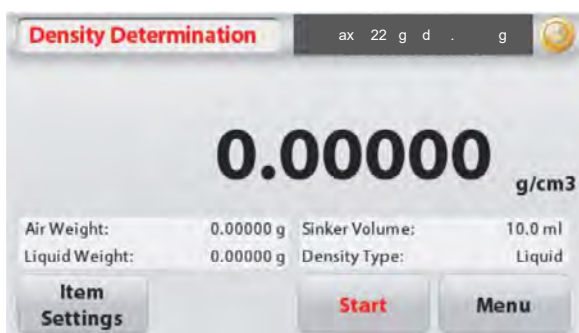 Density Determination
0.00000
g/cm3
Air Weight: 0.00000 g Sinker Volume: 10.0 ml
Liquid Weight: 0.00000 g Density Type: Liquid
Item Settings
Start
Menu